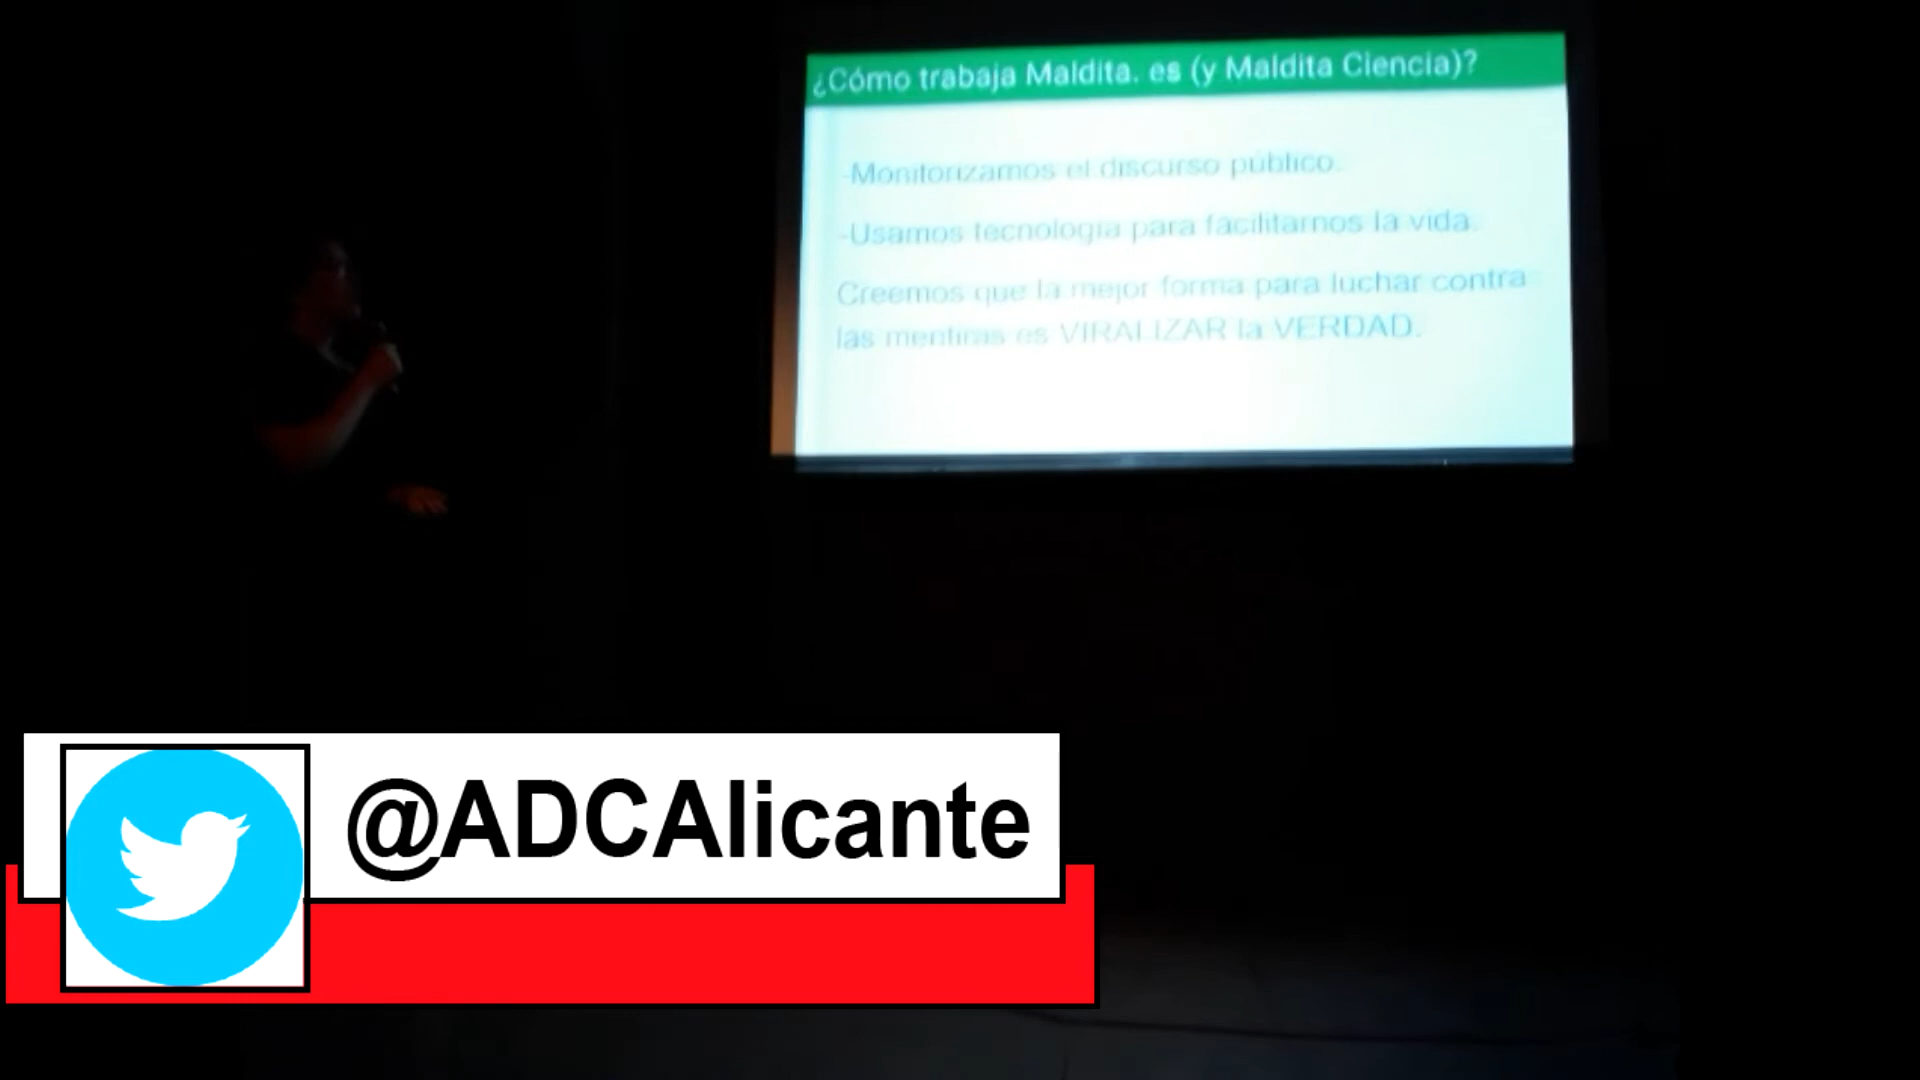 ¿Cómo trabaja Maldita. es (y Maldita Ciencia)?
-Monitorizamos el discurso público.
-Usamos tecnología para facilitarnos la vida.
Creemos que la mejor forma para luchar contra
las mentiras es VIRALIZAR la VERDAD.
@ADCAlicante